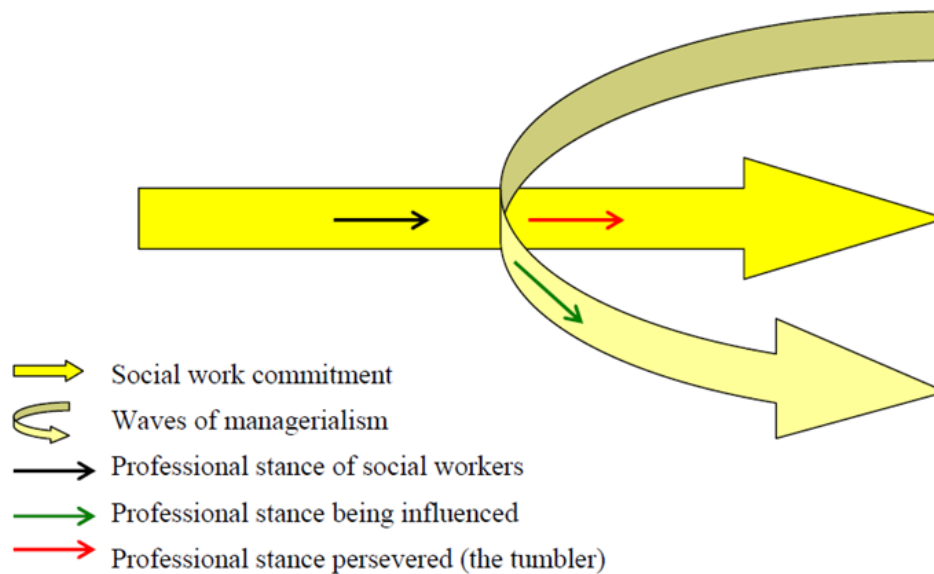 Social work commitment
Waves of managerialism
Professional stance of social workers
Professional stance being influenced
Professional stance persevered (the tumbler)